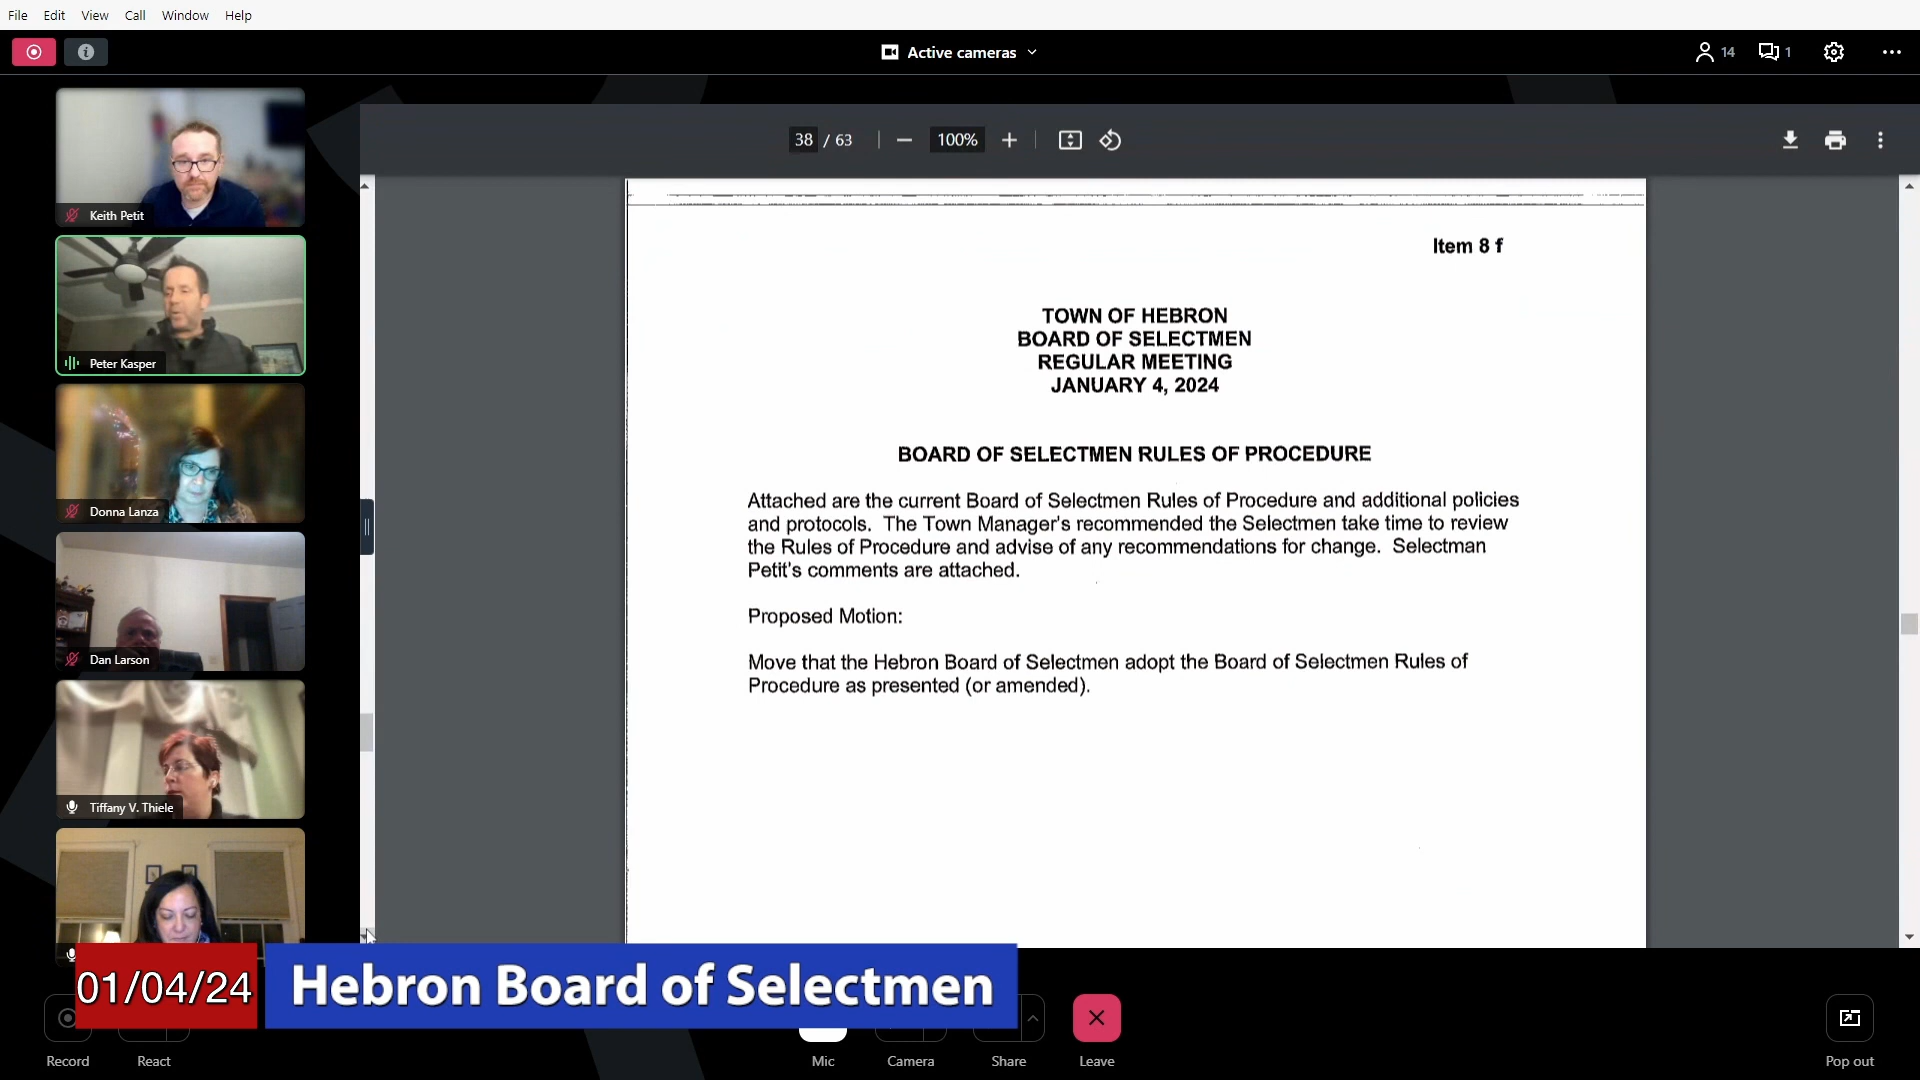 File Edit View Call Window Help
Active cameras
14
1
38 / 63
100%
Keith Petit
Peter Kasper
Donna Lanza
Dan Larson
Tiffany V. Thiele
Item 8 f
TOWN OF HEBRON
BOARD OF SELECTMEN
REGULAR MEETING
JANUARY 4, 2024
BOARD OF SELECTMEN RULES OF PROCEDURE
Attached are the current Board of Selectmen Rules of Procedure and additional policies
and protocols. The Town Manager's recommended the Selectmen take time to review
the Rules of Procedure and advise of any recommendations for change. Selectman
Petit's comments are attached.
Proposed Motion:
Move that the Hebron Board of Selectmen adopt the Board of Selectmen Rules of
Procedure as presented (or amended).
01/04/24
Hebron Board of Selectmen
Record React Mic Camera Share Leave Pop out